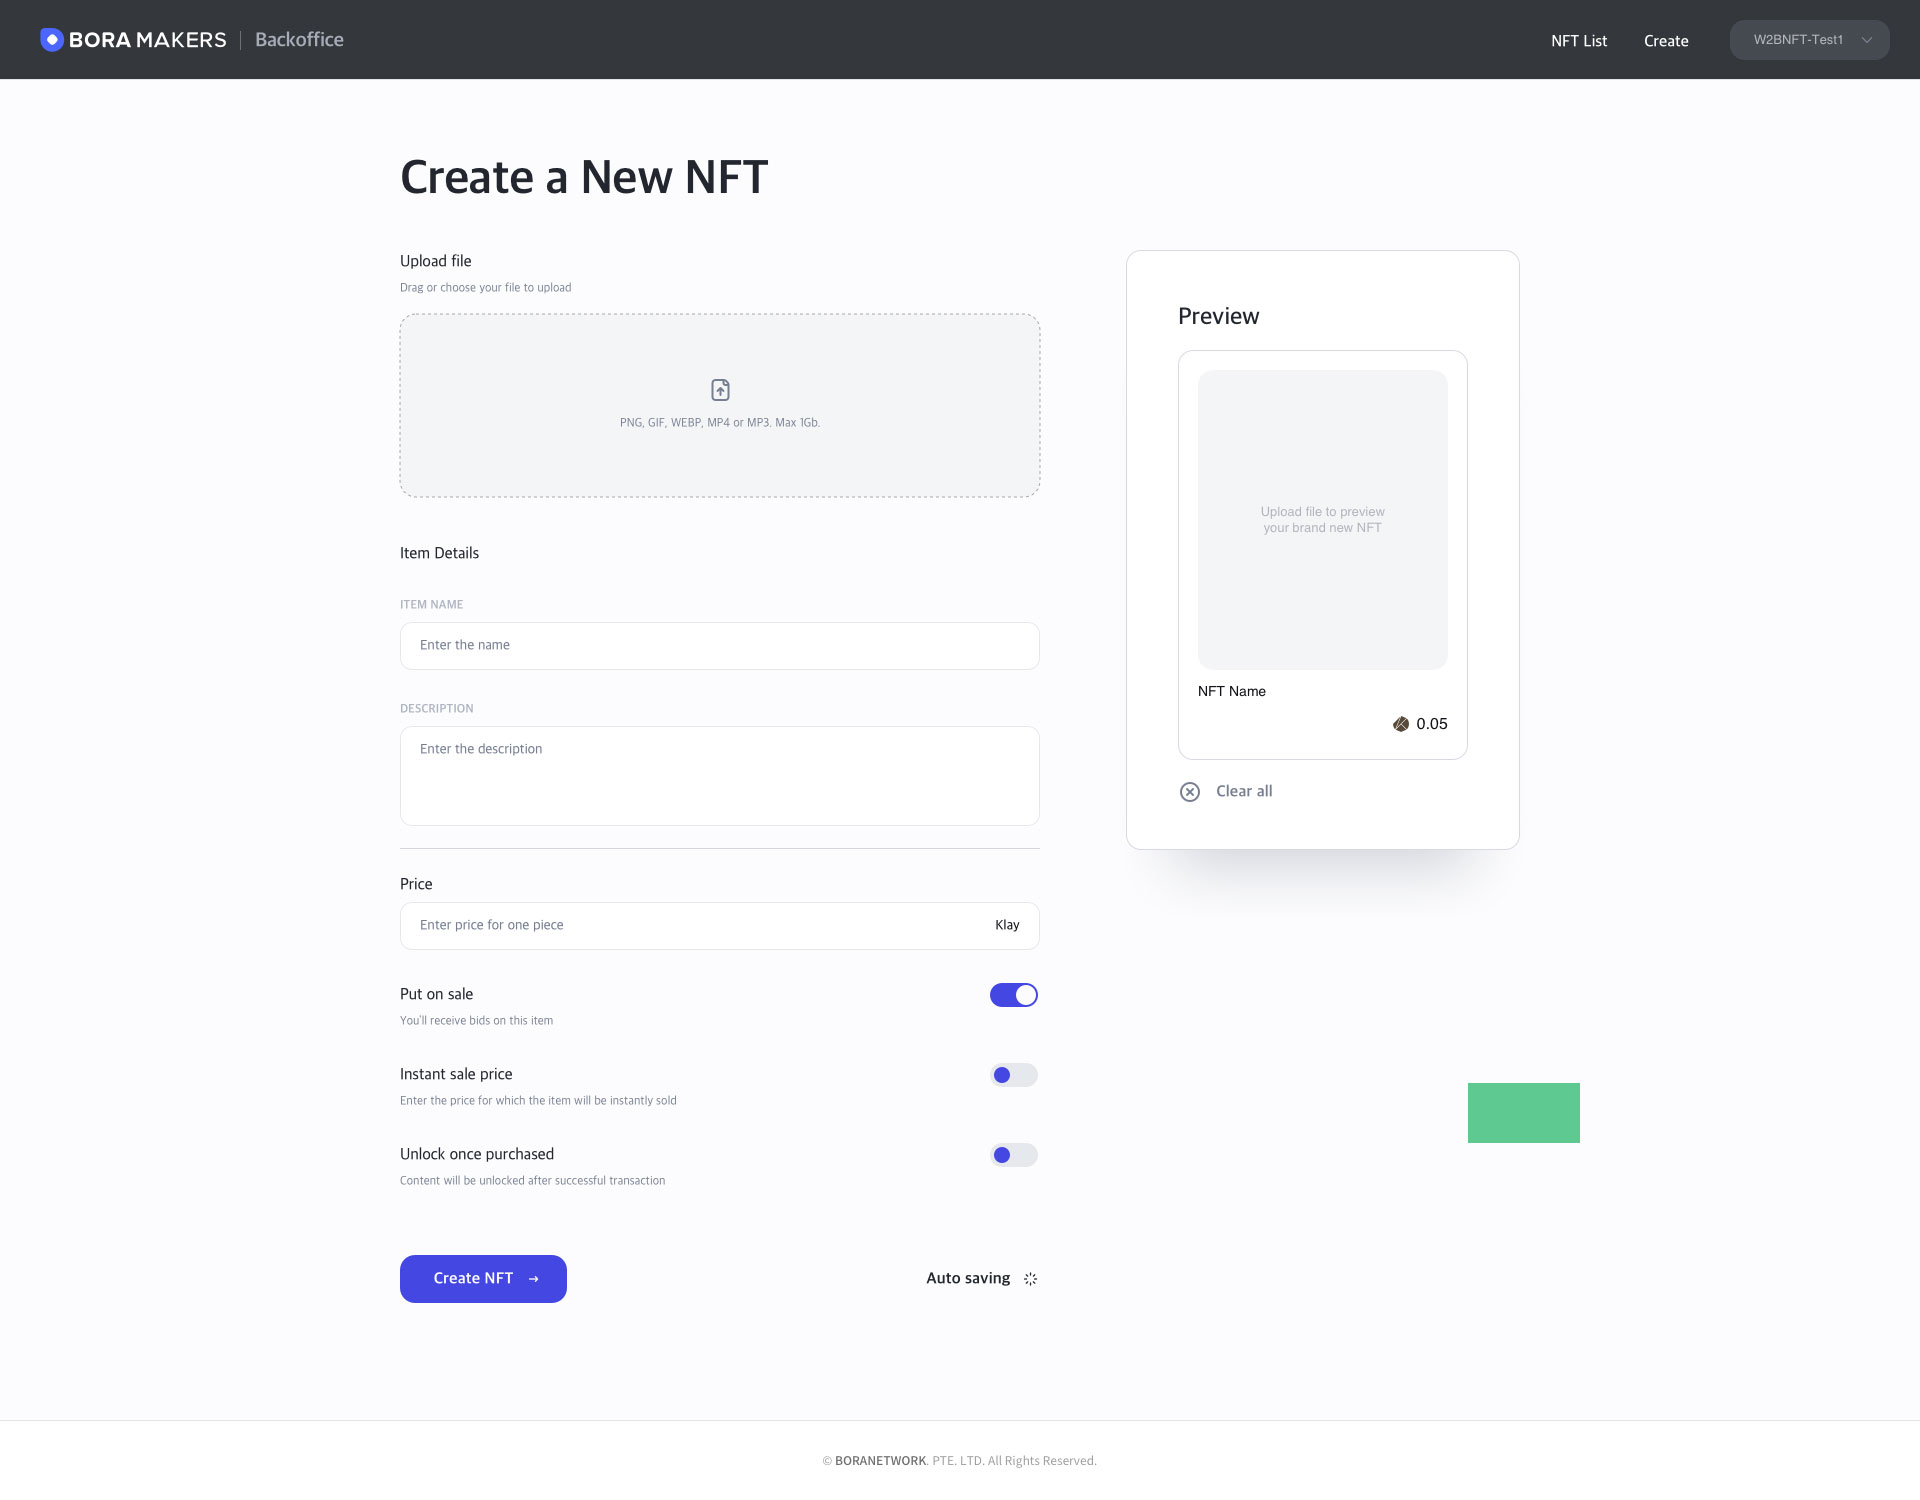 BORA MAKERS | Backoffice
NFT List
Create
W2BNFT-Test1
Create a New NFT
Upload file
Drag or choose your file to upload
PNG, GIF, WEBP, MP4 or MP3. Max 1Gb.
Item Details
ITEM NAME
Enter the name
DESCRIPTION
Enter the description
Price
Enter price for one piece
Klay
Put on sale
You'll receive bids on this item
Instant sale price
Enter the price for which the item will be instantly sold
Unlock once purchased
Content will be unlocked after successful transaction
Create NFT →
Auto saving
Preview
Upload file to preview
your brand new NFT
NFT Name
0.05
Clear all
© BORANETWORK. PTE. LTD. All Rights Reserved.